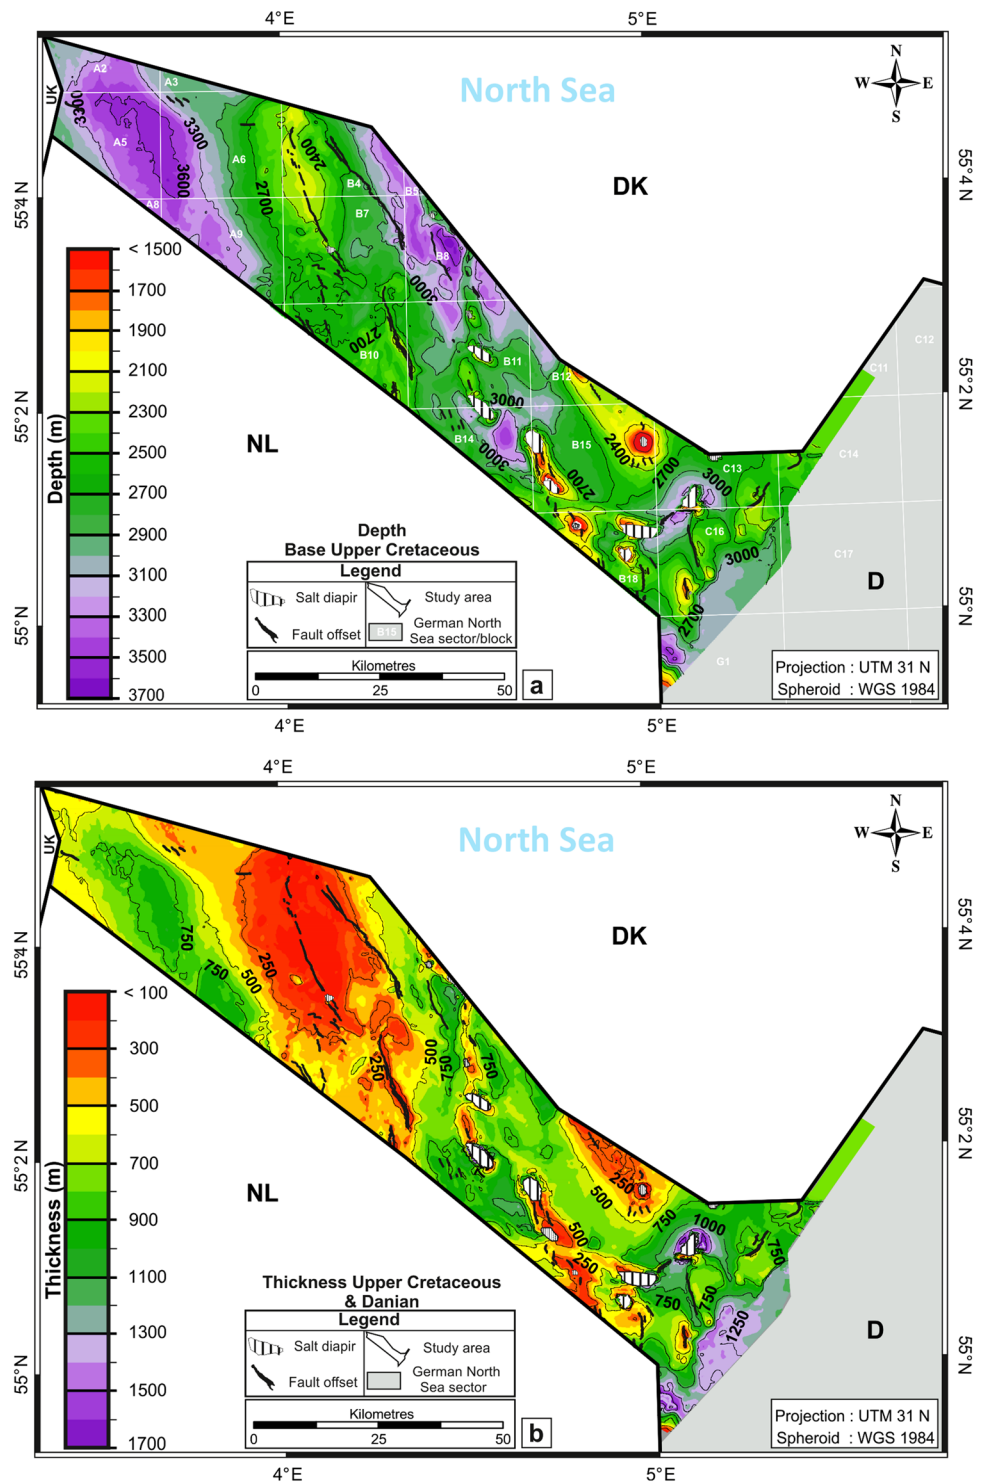 4°E
5°E
North Sea
N
W
E
S
UK
A2
A3
3300
3300
A5
A6
3600
2700
2400
B4
B5
A8
A9
B7
B8
3000
DK
55°4 N
55°4 N
< 1500
1700
1900
2100
2300
2500
2700
2900
3100
3300
3500
3700
Depth (m)
2700
B10
B11
B12
3000
B14
3000
B15
2400
2700
2700
C13
3000
C16
3000
B18
2700
G1
C11
C12
C14
C17
55°2 N
55°2 N
NL
D
Depth
Base Upper Cretaceous
Legend
Salt diapir
Study area
Fault offset
B15
German North
Sea sector/block
Kilometres
0
25
50
a
Projection : UTM 31 N
Spheroid : WGS 1984
55°N
55°N
4°E
5°E
4°E
5°E
North Sea
N
W
E
S
UK
DK
55°4 N
55°4 N
750
750
500
250
250
500
750
750
< 100
300
500
700
900
1100
1300
1500
1700
Thickness (m)
250
500
750
1000
500
250
750
750
750
1250
55°2 N
55°2 N
NL
D
Thickness Upper Cretaceous
& Danian
Legend
Salt diapir
Study area
Fault offset
German North
Sea sector
Kilometres
0
25
50
b
Projection : UTM 31 N
Spheroid : WGS 1984
55°N
55°N
4°E
5°E